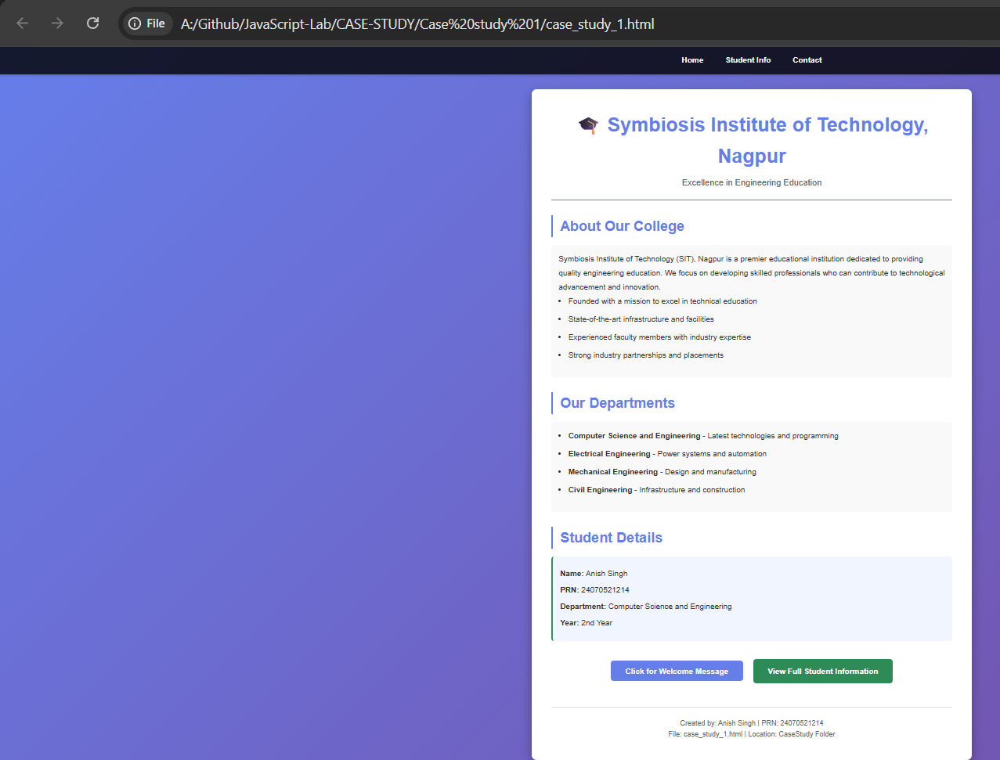 File A:/Github/JavaScript-Lab/CASE-STUDY/Case%20study%201/case_study_1.html
Home Student Info Contact
🎓 Symbiosis Institute of Technology,
Nagpur
Excellence in Engineering Education
About Our College
Symbiosis Institute of Technology (SIT), Nagpur is a premier educational institution dedicated to providing
quality engineering education. We focus on developing skilled professionals who can contribute to technological
advancement and innovation.
• Founded with a mission to excel in technical education
• State-of-the-art infrastructure and facilities
• Experienced faculty members with industry expertise
• Strong industry partnerships and placements
Our Departments
• Computer Science and Engineering - Latest technologies and programming
• Electrical Engineering - Power systems and automation
• Mechanical Engineering - Design and manufacturing
• Civil Engineering - Infrastructure and construction
Student Details
Name: Anish Singh
PRN: 24070521214
Department: Computer Science and Engineering
Year: 2nd Year
Click for Welcome Message View Full Student Information
Created by: Anish Singh | PRN: 24070521214
File: case_study_1.html | Location: CaseStudy Folder